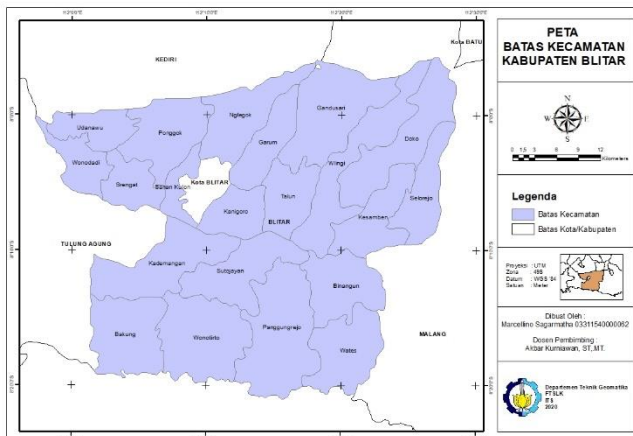 PETA
BATAS KECAMATAN
KABUPATEN BLITAR
N
W E
S
Kilometers
Legenda
Batas Kecamatan
Batas Kota/Kabupaten
Proyeksi : UTM
Zona : 49S
Datum : WGS '84
Satuan : Meter
Dibuat Oleh :
Marcellino Sagarmatha 03311540000062
Dosen Pembimbing :
Akbar Kurniawan, ST, MT.
Departemen Teknik Geomatika
FTSLK
ITS
2020
KEDIRI
Kota BATU
Udanawu
Ponggok
Nglegok
Gandusari
Garum
Doko
Wonodadi
Srengat
Sanan Kulon
Kota BLITAR
Wlingi
Kanigoro
Talun
BLITAR
Kesamben
Selorejo
TULUNG AGUNG
Kademangan
Sutojayan
Binangun
Bakung
Wonotirto
Panggungrejo
Wates
MALANG